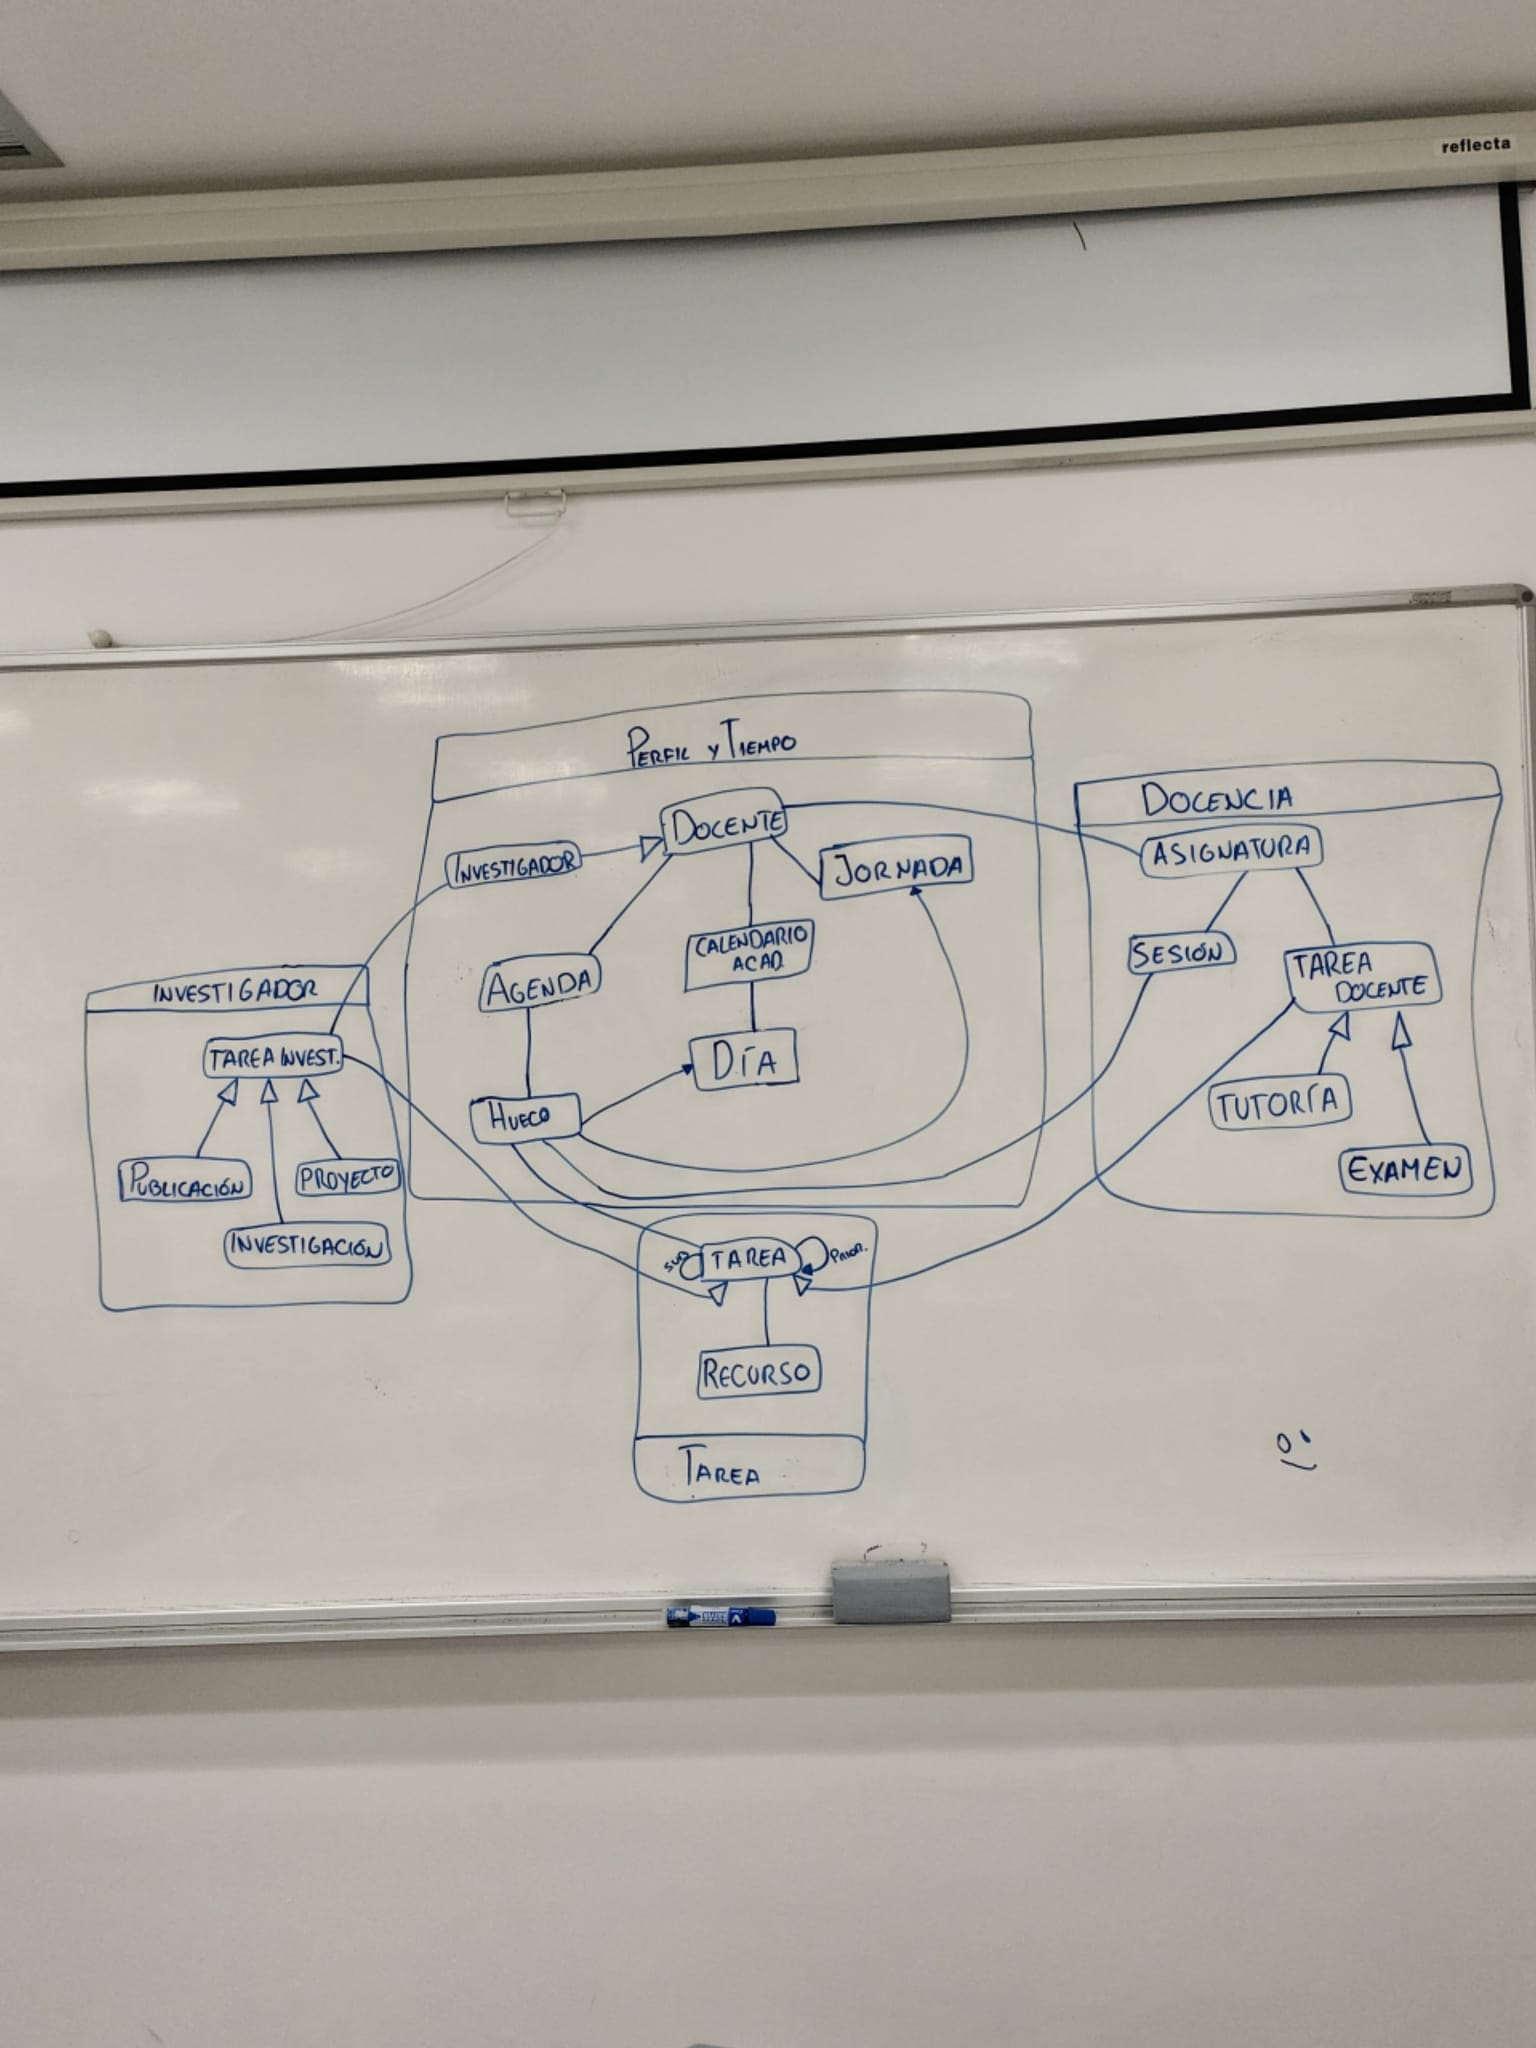 reflecta
PERFIL Y TIEMPO
DOCENTE
INVESTIGADOR
JORNADA
AGENDA
CALENDARIO
ACAD.
DÍA
HUECO
DOCENCIA
ASIGNATURA
SESIÓN
TAREA
DOCENTE
TUTORÍA
EXAMEN
INVESTIGADOR
TAREA INVEST.
PUBLICACIÓN
PROYECTO
INVESTIGACIÓN
SUB
TAREA
PRIOR.
RECURSO
TAREA